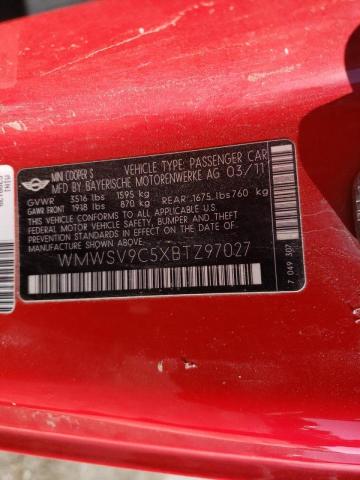 MINI
MINI COOPER S VEHICLE TYPE: PASSENGER CAR
MFD BY BAYERISCHE MOTORENWERKE AG 03/11
GVWR 3516 lbs 1595 kg
GAWR FRONT 1918 lbs 870 kg REAR :1675.lbs760 kg
THIS VEHICLE CONFORMS TO ALL APPLICABLE U.S.
FEDERAL MOTOR VEHICLE SAFETY, BUMPER, AND THEFT
PREVENTION STANDARDS IN EFFECT ON THE DATE
OF MANUFACTURE SHOWN ABOVE.
WMWSV9C5XBTZ97027
7 049 307